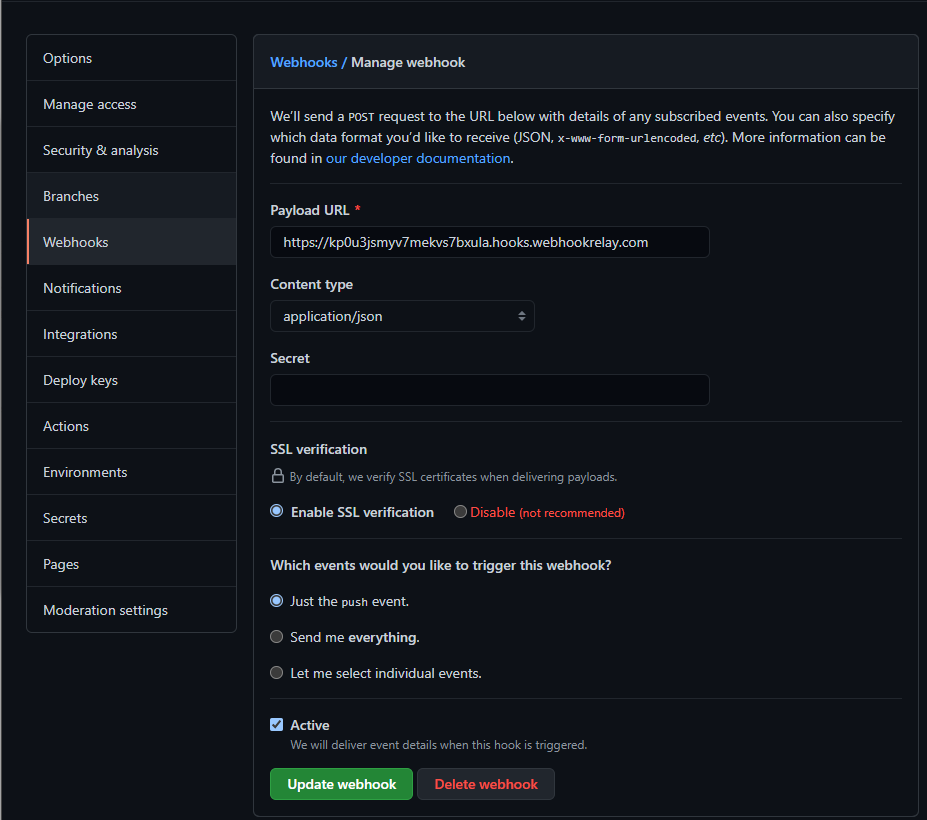 Options
Manage access
Security & analysis
Branches
Webhooks
Notifications
Integrations
Deploy keys
Actions
Environments
Secrets
Pages
Moderation settings
Webhooks / Manage webhook
We’ll send a POST request to the URL below with details of any subscribed events. You can also specify
which data format you’d like to receive (JSON, x-www-form-urlencoded, etc). More information can be
found in our developer documentation.
Payload URL *
https://kp0u3jsmyv7mekvs7bxula.hooks.webhookrelay.com
Content type
application/json
Secret
SSL verification
By default, we verify SSL certificates when delivering payloads.
Enable SSL verification Disable (not recommended)
Which events would you like to trigger this webhook?
Just the push event.
Send me everything.
Let me select individual events.
Active
We will deliver event details when this hook is triggered.
Update webhook Delete webhook